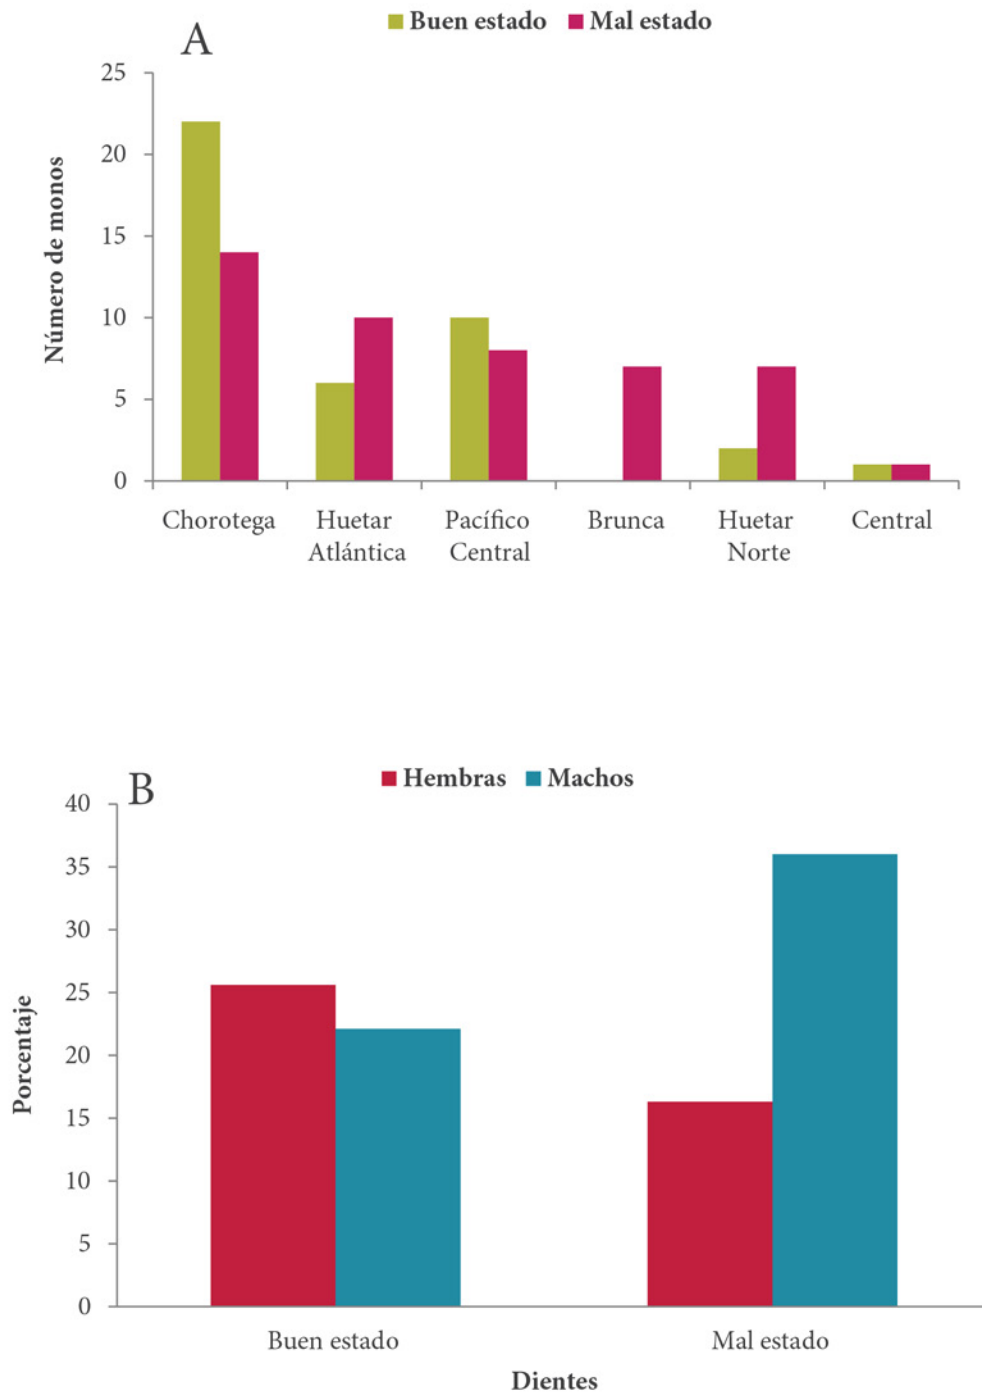 A
Buen estado Mal estado
Número de monos
25
20
15
10
5
0
Chorotega
Huetar
Atlántica
Pacífico
Central
Brunca
Huetar
Norte
Central
B
Hembras Machos
Porcentaje
40
35
30
25
20
15
10
5
0
Buen estado
Mal estado
Dientes